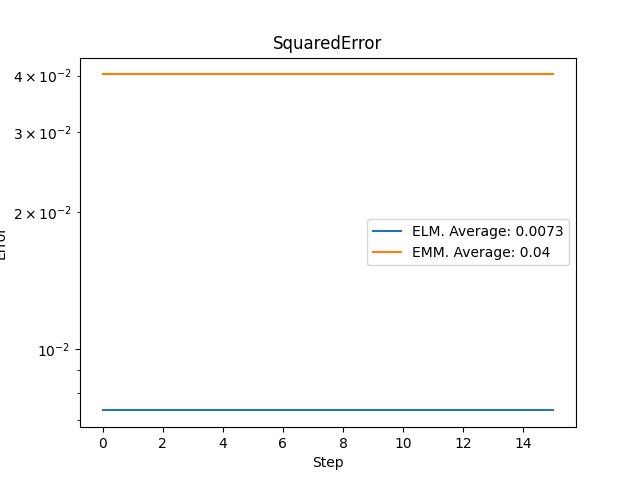 SquaredError
4 × 10⁻²
3 × 10⁻²
2 × 10⁻²
10⁻²
Error
ELM. Average: 0.0073
EMM. Average: 0.04
0 2 4 6 8 10 12 14
Step